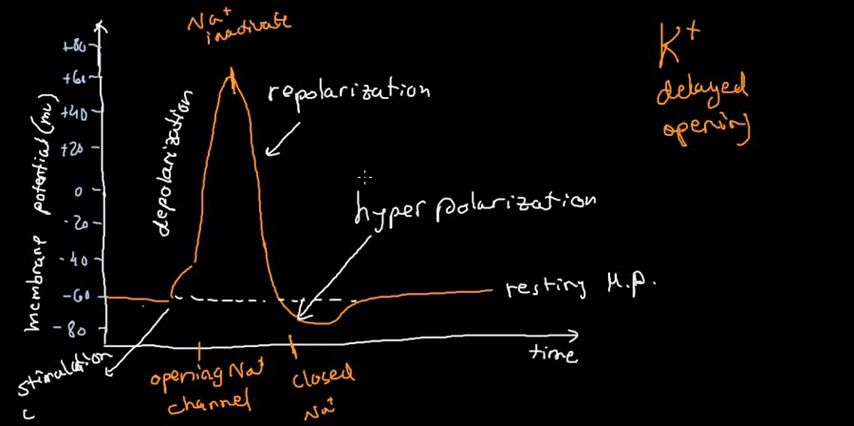 Na⁺
inactivate
K⁺
delayed
opening
+80
+60
+40
+20
0
-20
-40
-60
-80
membrane potential (mv)
depolarization
repolarization
hyper polarization
resting M.p.
time
stimulation
c
opening Na⁺
channel
closed
Na⁺